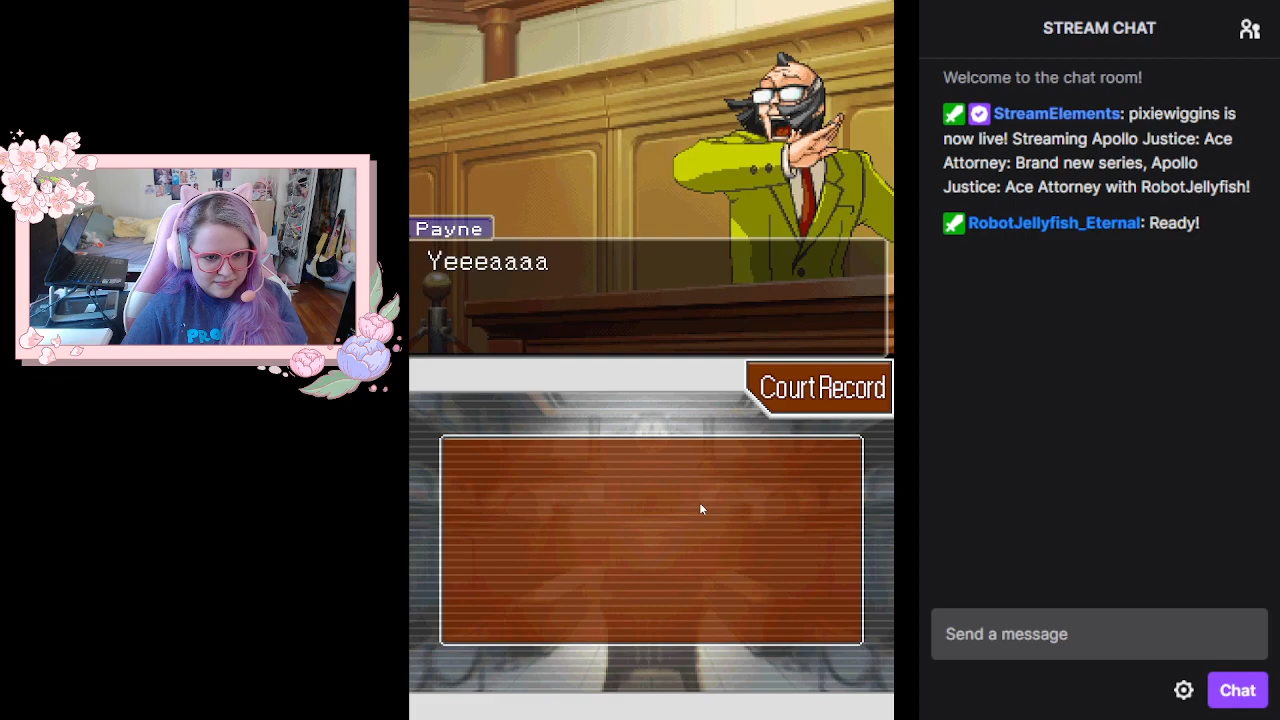 Payne
Yeeeaaaa
Court Record
PRO
STREAM CHAT
Welcome to the chat room!
StreamElements: pixiewiggins is
now live! Streaming Apollo Justice: Ace
Attorney: Brand new series, Apollo
Justice: Ace Attorney with RobotJellyfish!
RobotJellyfish_Eternal: Ready!
Send a message
Chat